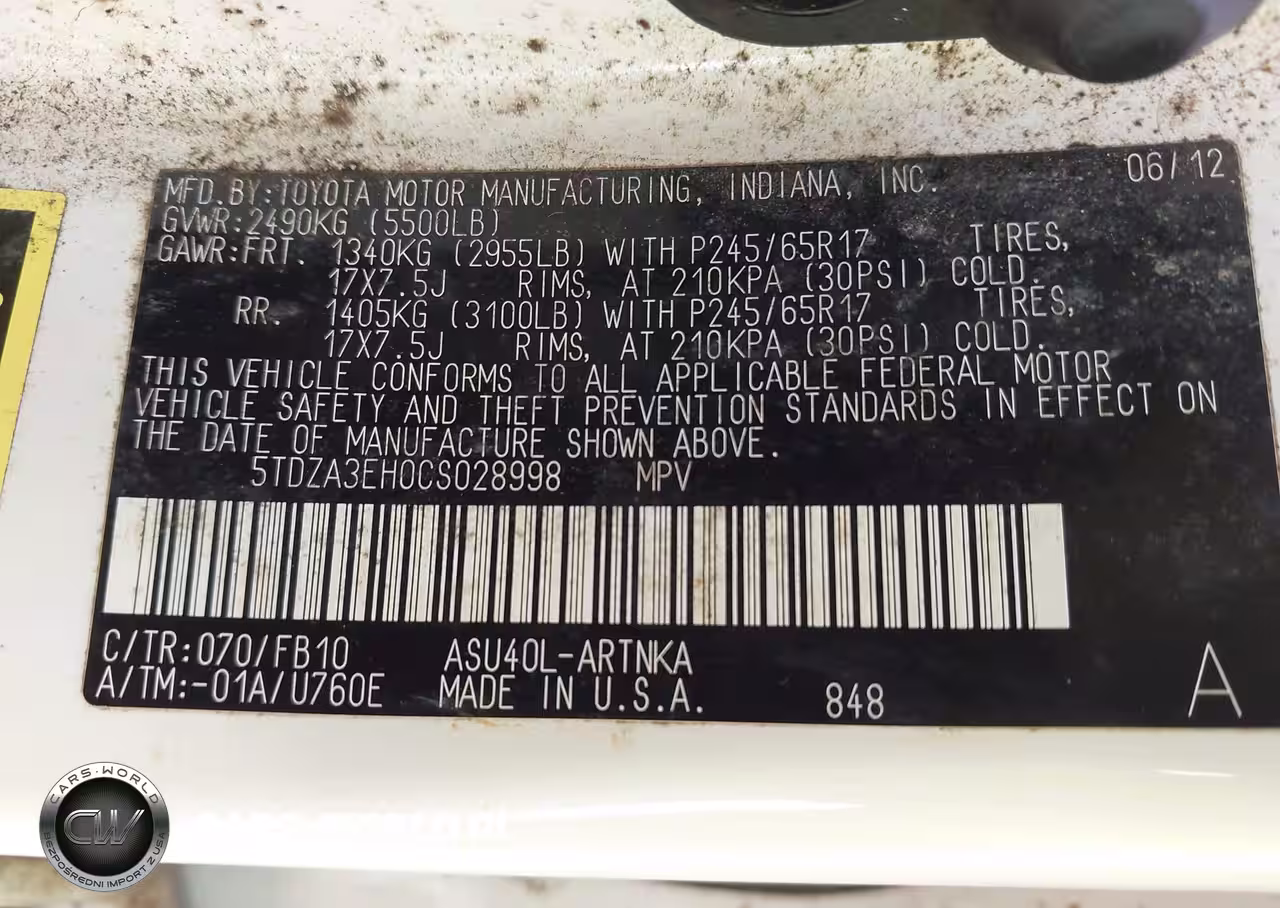 06/12
MFD.BY:TOYOTA MOTOR MANUFACTURING, INDIANA, INC.
GVWR:2490KG (5500LB)
GAWR:FRT. 1340KG (2955LB) WITH P245/65R17 TIRES,
17X7.5J RIMS, AT 210KPA (30PSI) COLD.
RR. 1405KG (3100LB) WITH P245/65R17 TIRES,
17X7.5J RIMS, AT 210KPA (30PSI) COLD.
THIS VEHICLE CONFORMS TO ALL APPLICABLE FEDERAL MOTOR
VEHICLE SAFETY AND THEFT PREVENTION STANDARDS IN EFFECT ON
THE DATE OF MANUFACTURE SHOWN ABOVE.
5TDZA3EH0CS028998 MPV
C/TR:070/FB10 ASU40L-ARTNKA
A/TM:-01A/U760E MADE IN U.S.A. 848 A
CARS-WORLD
CW
BEZPOŚREDNI IMPORT Z USA